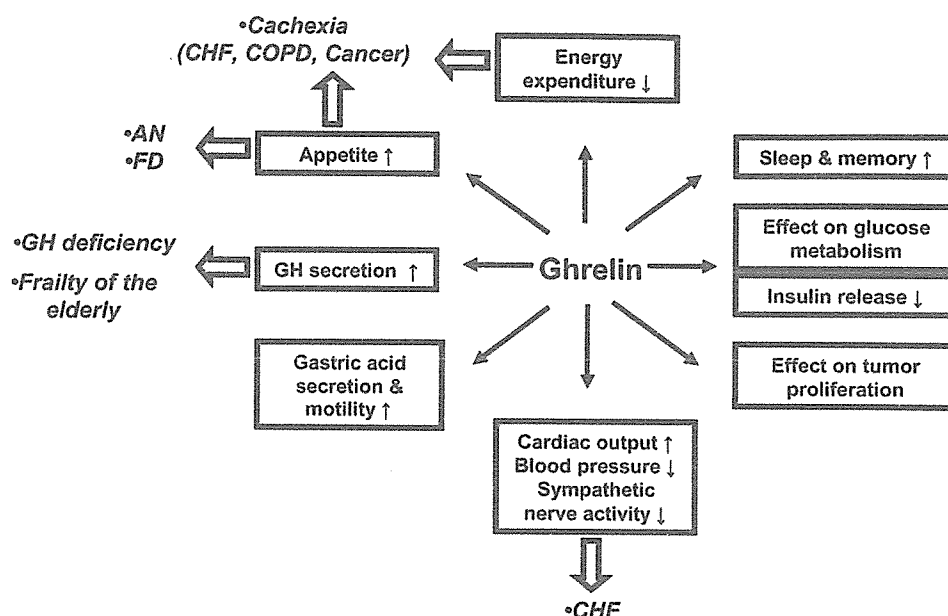 •Cachexia
(CHF, COPD, Cancer)
Energy
expenditure ↓
•AN
•FD
Appetite ↑
Sleep & memory ↑
•GH deficiency
•Frailty of the
elderly
GH secretion ↑
Ghrelin
Effect on glucose
metabolism
Insulin release ↓
Gastric acid
secretion &
motility ↑
Effect on tumor
proliferation
Cardiac output ↑
Blood pressure ↓
Sympathetic
nerve activity ↓
•CHF